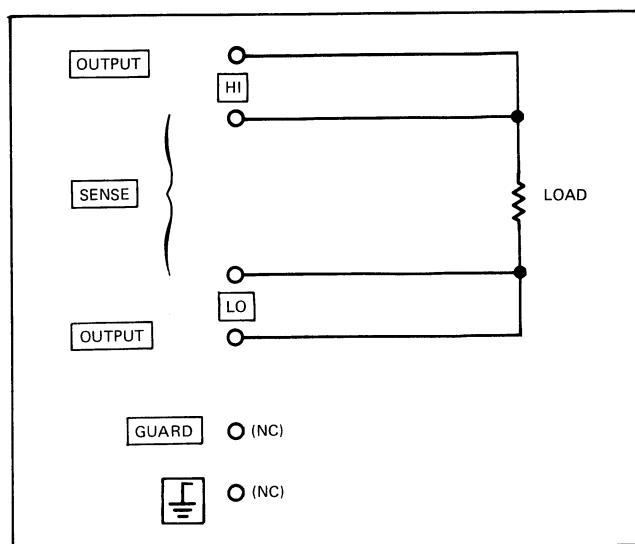 OUTPUT
HI
SENSE
LOAD
LO
OUTPUT
GUARD (NC)
(NC)